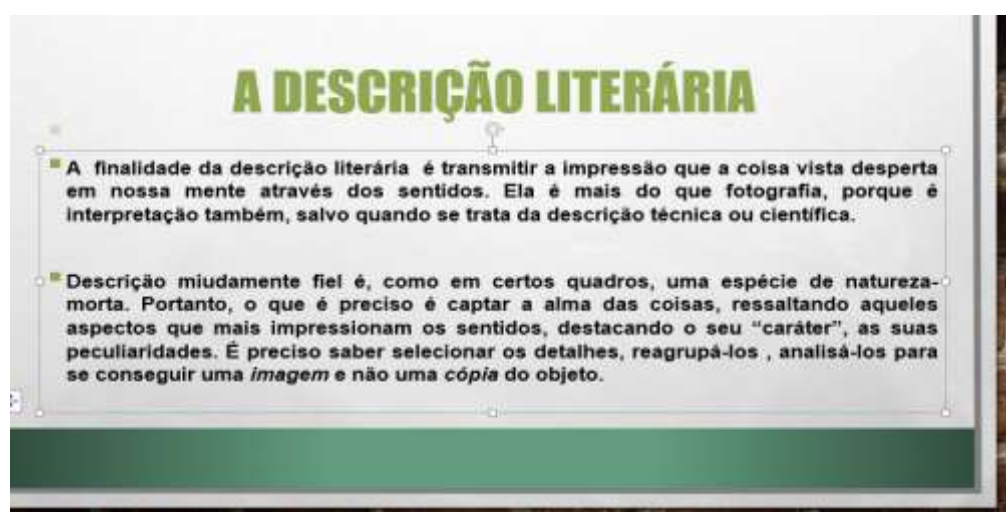 A DESCRIÇÃO LITERÁRIA
A finalidade da descrição literária é transmitir a impressão que a coisa vista desperta
em nossa mente através dos sentidos. Ela é mais do que fotografia, porque é
interpretação também, salvo quando se trata da descrição técnica ou científica.
Descrição miudamente fiel é, como em certos quadros, uma espécie de natureza-
morta. Portanto, o que é preciso é captar a alma das coisas, ressaltando aqueles
aspectos que mais impressionam os sentidos, destacando o seu “caráter”, as suas
peculiaridades. É preciso saber selecionar os detalhes, reagrupá-los , analisá-los para
se conseguir uma imagem e não uma cópia do objeto.